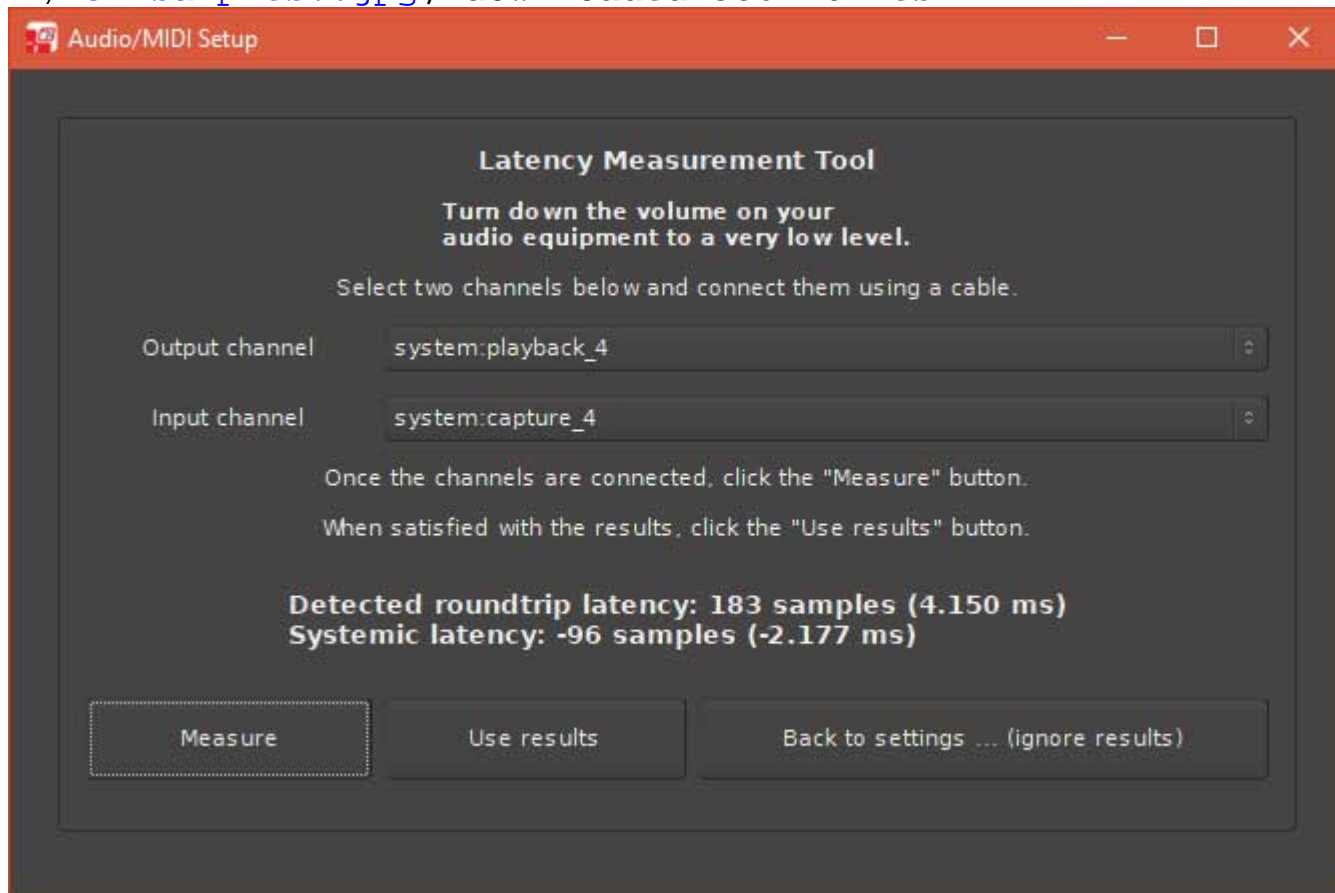 Audio/MIDI Setup
Latency Measurement Tool
Turn down the volume on your
audio equipment to a very low level.
Select two channels below and connect them using a cable.
Output channel system:playback_4
Input channel system:capture_4
Once the channels are connected, click the "Measure" button.
When satisfied with the results, click the "Use results" button.
Detected roundtrip latency: 183 samples (4.150 ms)
Systemic latency: -96 samples (-2.177 ms)
Measure Use results Back to settings ... (ignore results)